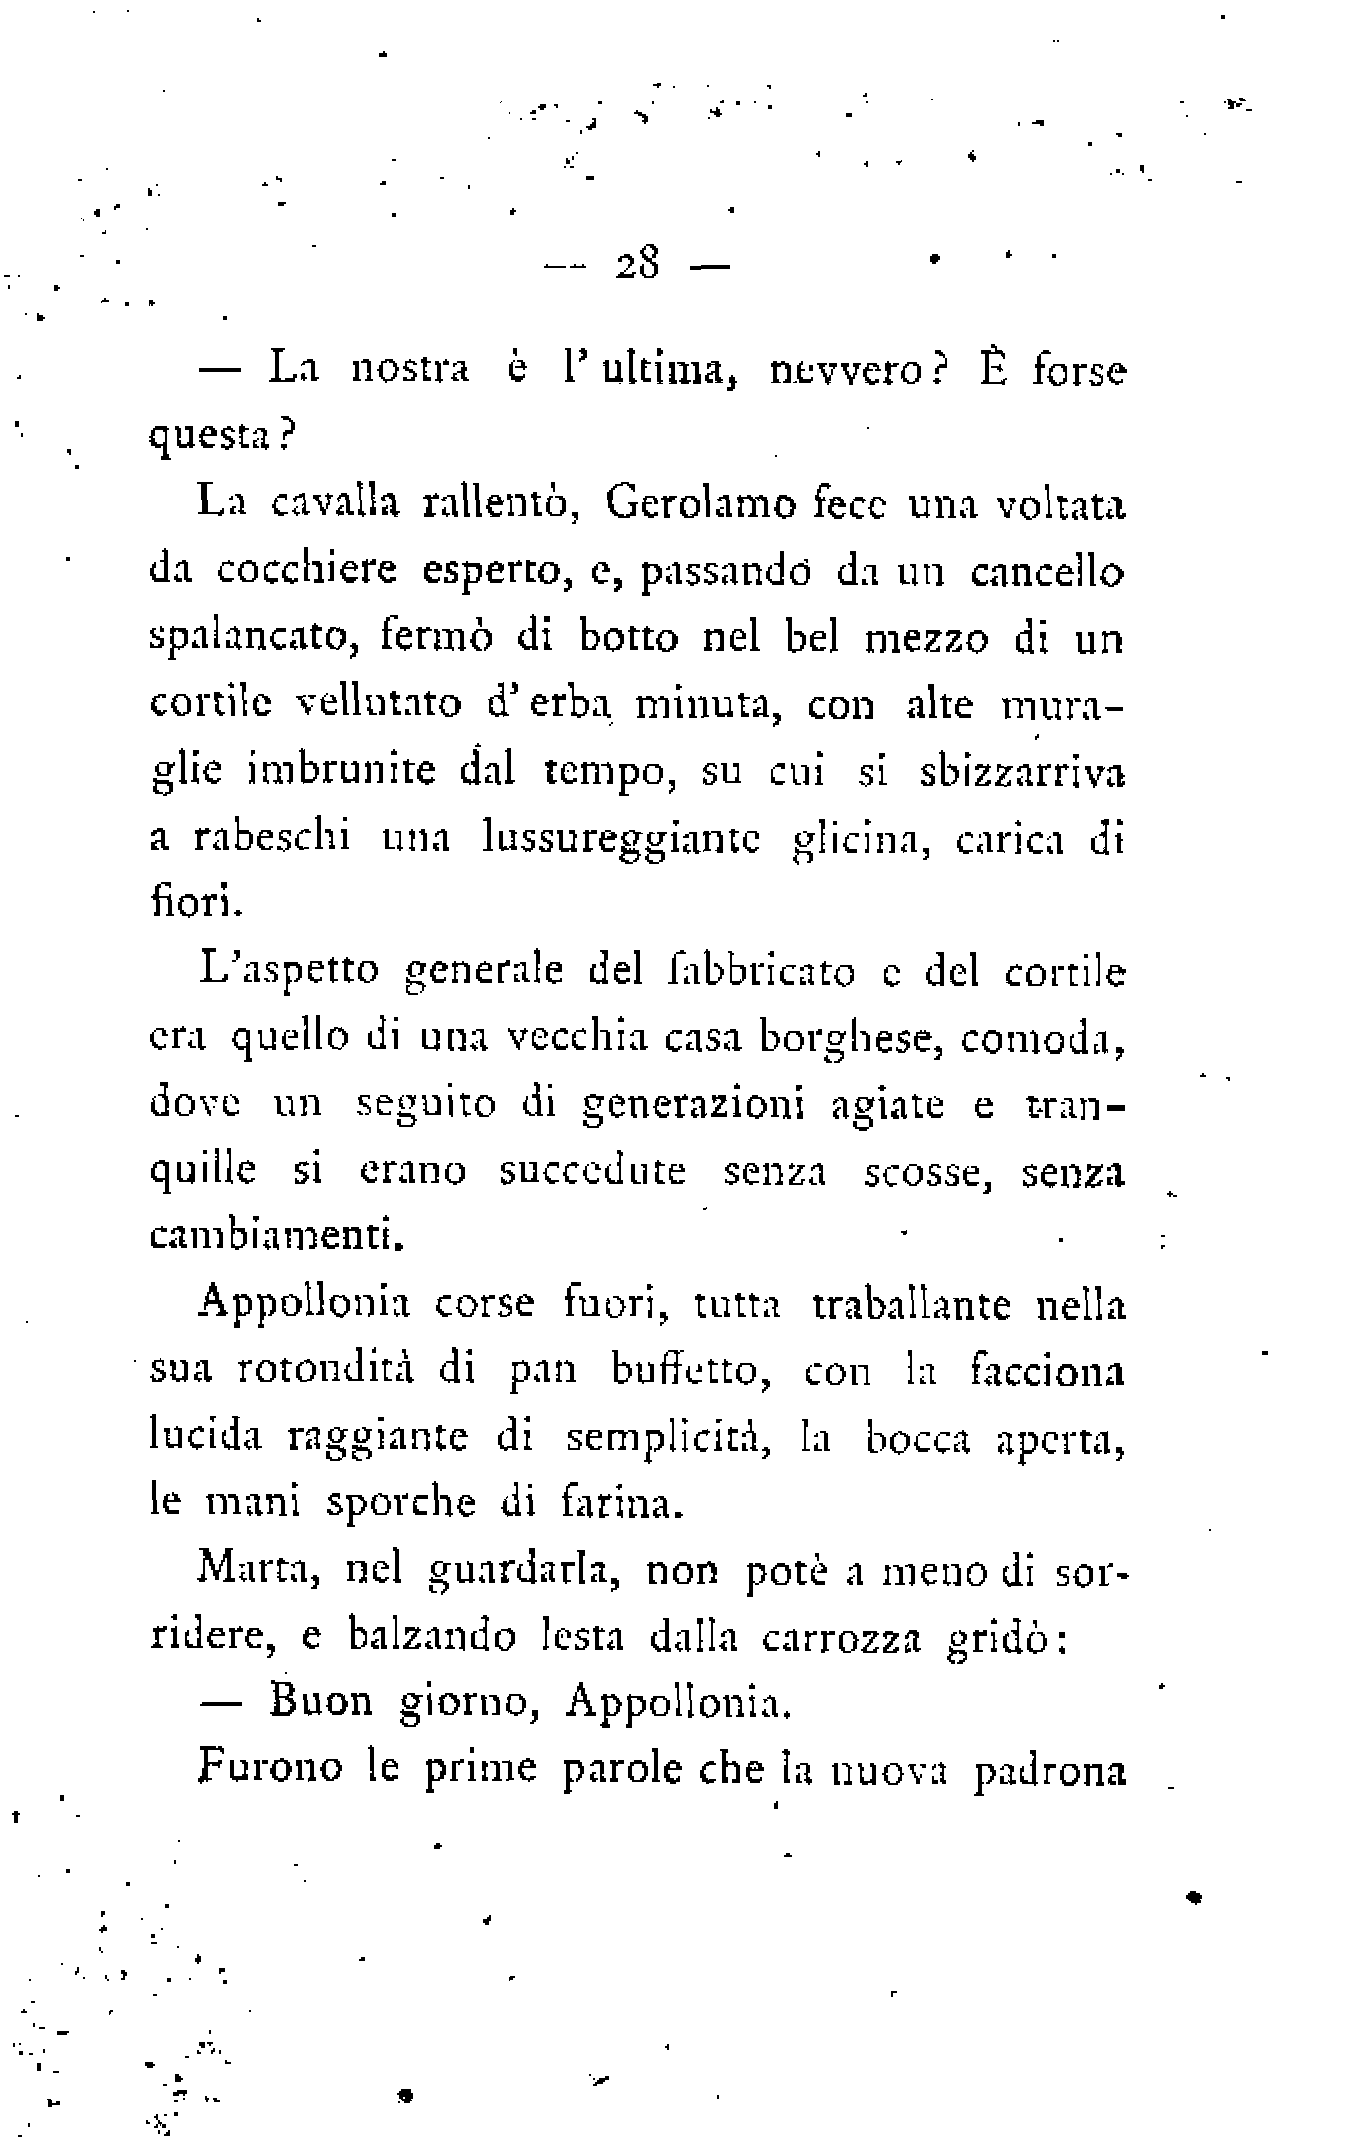 — 28 —
— La nostra è l' ultima, nevvero? È forse
questa?
La cavalla rallentò, Gerolamo fece una voltata
da cocchiere esperto, e, passando da un cancello
spalancato, fermò di botto nel bel mezzo di un
cortile vellutato d' erba minuta, con alte mura-
glie imbrunite dal tempo, su cui si sbizzarriva
a rabeschi una lussureggiante glicina, carica di
fiori.
L'aspetto generale del fabbricato e del cortile
era quello di una vecchia casa borghese, comoda,
dove un seguito di generazioni agiate e tran-
quille si erano succedute senza scosse, senza
cambiamenti.
Appollonia corse fuori, tutta traballante nella
sua rotondità di pan buffetto, con la facciona
lucida raggiante di semplicità, la bocca aperta,
le mani sporche di farina.
Marta, nel guardarla, non potè a meno di sor-
ridere, e balzando lesta dalla carrozza gridò:
— Buon giorno, Appollonia.
Furono le prime parole che la nuova padrona